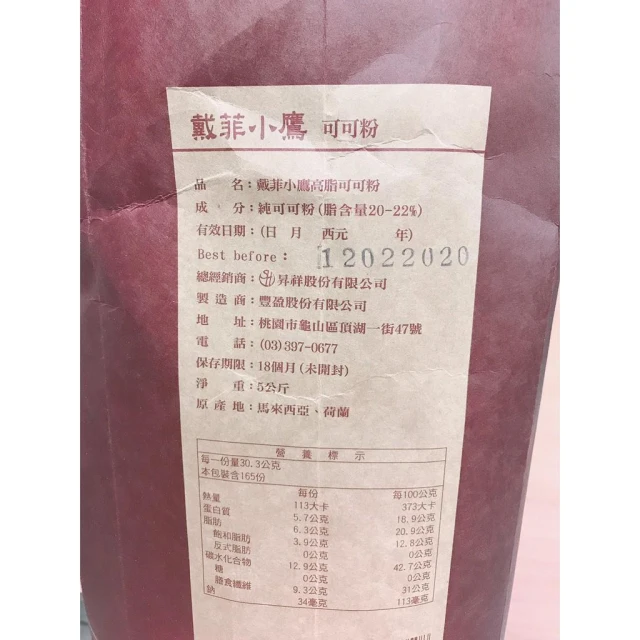 戴菲小鷹 可可粉
品 名：戴菲小鷹高脂可可粉
成 分：純可可粉(脂含量20-22%)
有效日期：(日 月 西元 年)
Best before： 12022020
總經銷商：昇祥股份有限公司
製造商：豐盈股份有限公司
地 址：桃園市龜山區頂湖一街47號
電 話：(03)397-0677
保存期限：18個月(未開封)
淨 重：5公斤
原產地：馬來西亞、荷蘭
營養標示
每一份量30.3公克
本包裝含165份
每份 每100公克
熱量 113大卡 373大卡
蛋白質 5.7公克 18.9公克
脂肪 6.3公克 20.9公克
飽和脂肪 3.9公克 12.8公克
反式脂肪 0公克 0公克
碳水化合物 12.9公克 42.7公克
糖 0公克 0公克
膳食纖維 9.3公克 31公克
鈉 34毫克 113毫克